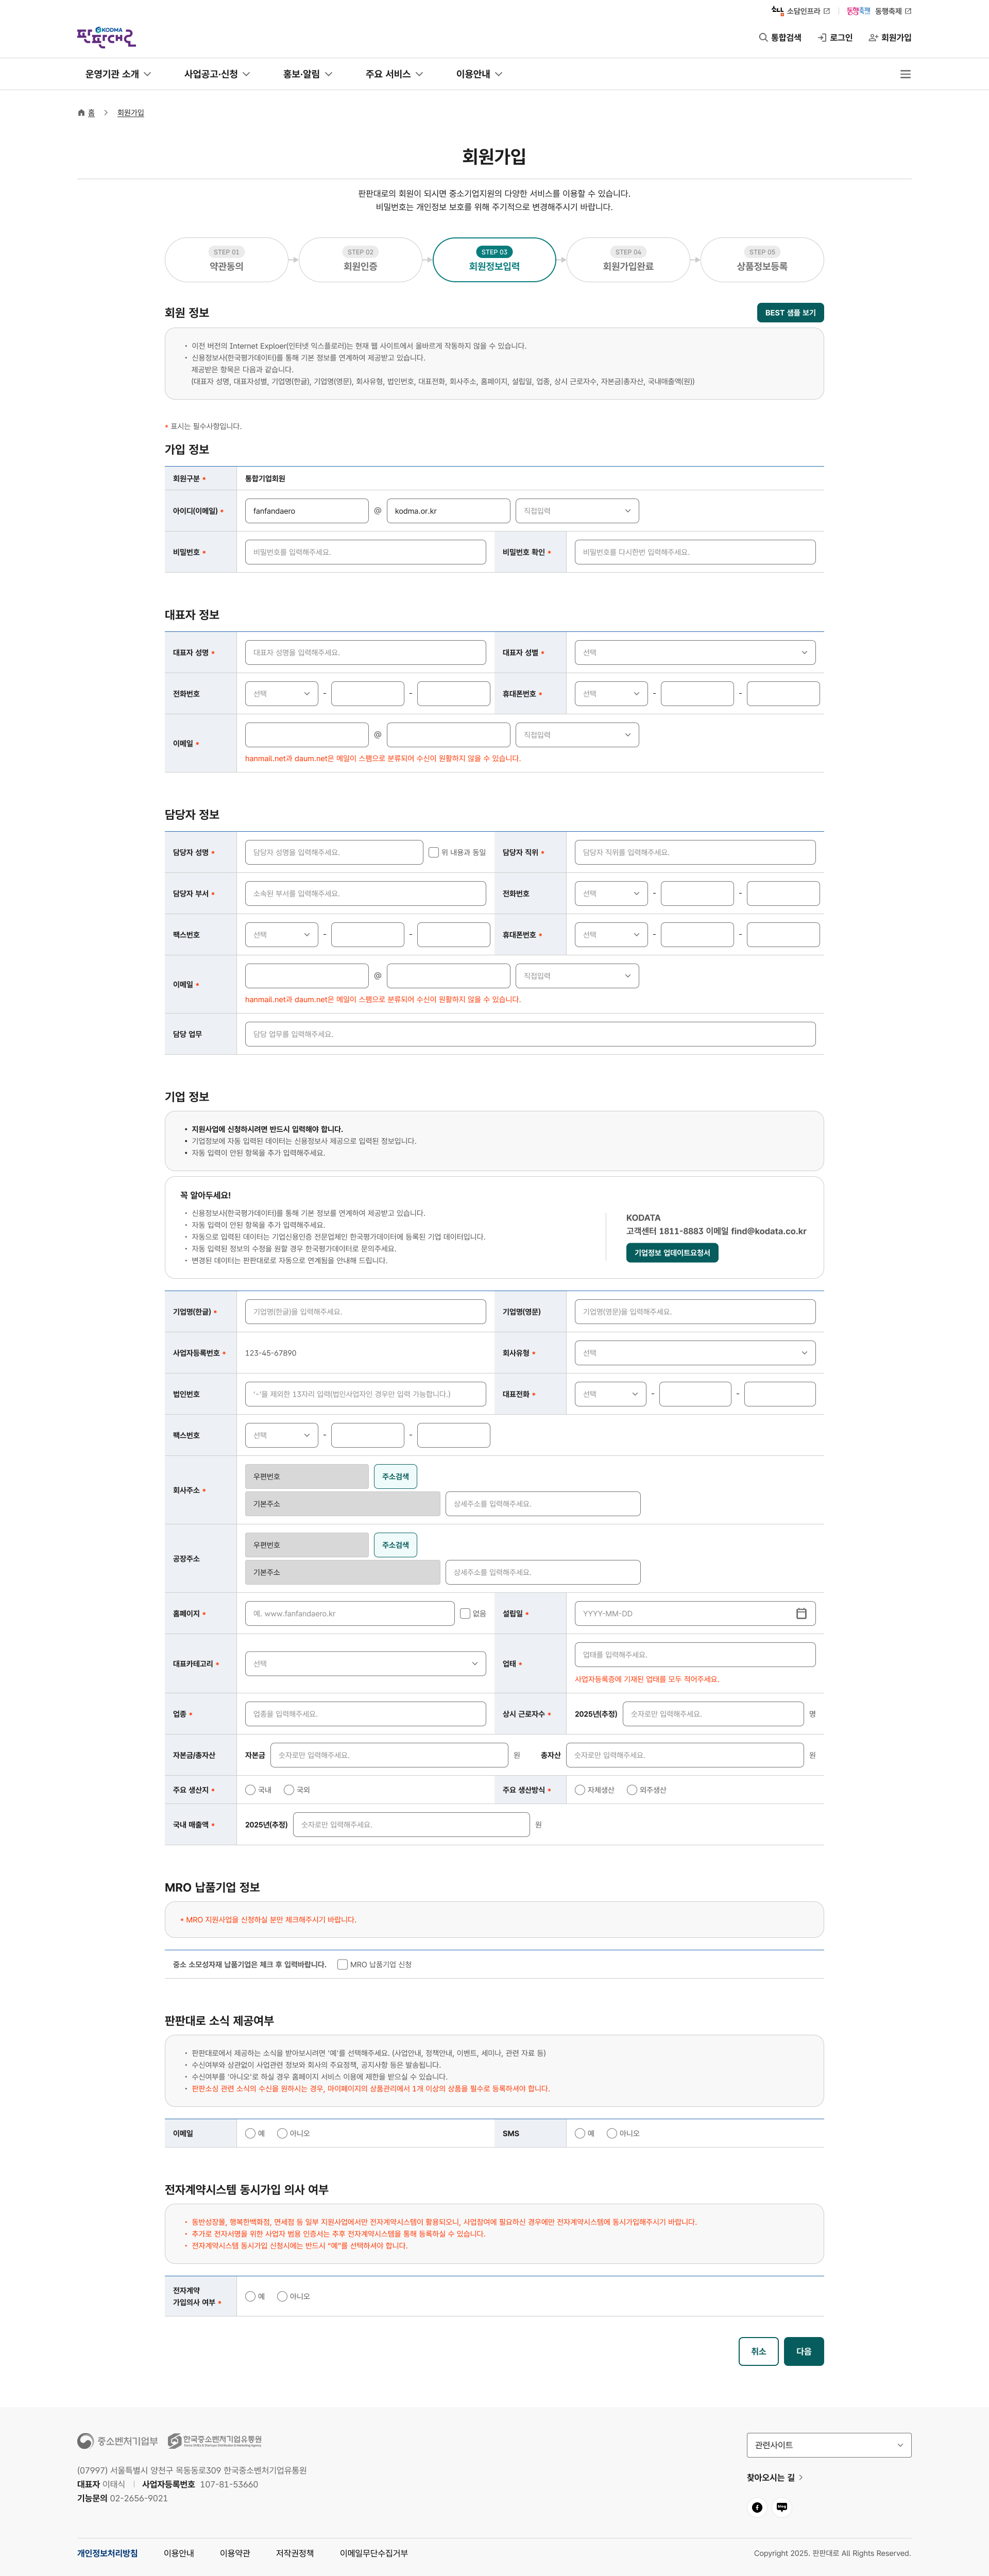 소담인프라
동행축제 동행축제
KODMA
판판대로
통합검색
로그인
회원가입
운영기관 소개
사업공고·신청
홍보·알림
주요 서비스
이용안내
홈
회원가입
회원가입
판판대로의 회원이 되시면 중소기업지원의 다양한 서비스를 이용할 수 있습니다.
비밀번호는 개인정보 보호를 위해 주기적으로 변경해주시기 바랍니다.
STEP 01
약관동의
STEP 02
회원인증
STEP 03
회원정보입력
STEP 04
회원가입완료
STEP 05
상품정보등록
회원 정보
BEST 샘플 보기
• 이전 버전의 Internet Exploer(인터넷 익스플로러)는 현재 웹 사이트에서 올바르게 작동하지 않을 수 있습니다.
• 신용정보사(한국평가데이터)를 통해 기본 정보를 연계하여 제공받고 있습니다.
제공받은 항목은 다음과 같습니다.
(대표자 성명, 대표자성별, 기업명(한글), 기업명(영문), 회사유형, 법인번호, 대표전화, 회사주소, 홈페이지, 설립일, 업종, 상시 근로자수, 자본금|총자산, 국내매출액(원))
* 표시는 필수사항입니다.
가입 정보
회원구분 *
통합기업회원
아이디(이메일) *
fanfandaero @ kodma.or.kr 직접입력
비밀번호 *
비밀번호를 입력해주세요.
비밀번호 확인 *
비밀번호를 다시한번 입력해주세요.
대표자 정보
대표자 성명 *
대표자 성명을 입력해주세요.
대표자 성별 *
선택
전화번호
선택 - -
휴대폰번호 *
선택 - -
이메일 *
@ 직접입력
hanmail.net과 daum.net은 메일이 스팸으로 분류되어 수신이 원활하지 않을 수 있습니다.
담당자 정보
담당자 성명 *
담당자 성명을 입력해주세요.
위 내용과 동일
담당자 직위 *
담당자 직위를 입력해주세요.
담당자 부서 *
소속된 부서를 입력해주세요.
전화번호
선택 - -
팩스번호
선택 - -
휴대폰번호 *
선택 - -
이메일 *
@ 직접입력
hanmail.net과 daum.net은 메일이 스팸으로 분류되어 수신이 원활하지 않을 수 있습니다.
담당 업무
담당 업무를 입력해주세요.
기업 정보
• 지원사업에 신청하시려면 반드시 입력해야 합니다.
• 기업정보에 자동 입력된 데이터는 신용정보사 제공으로 입력된 정보입니다.
• 자동 입력이 안된 항목을 추가 입력해주세요.
꼭 알아두세요!
• 신용정보사(한국평가데이터)를 통해 기본 정보를 연계하여 제공받고 있습니다.
• 자동 입력이 안된 항목을 추가 입력해주세요.
• 자동으로 입력된 데이터는 기업신용인증 전문업체인 한국평가데이터에 등록된 기업 데이터입니다.
• 자동 입력된 정보의 수정을 원할 경우 한국평가데이터로 문의주세요.
• 변경된 데이터는 판판대로로 자동으로 연계됨을 안내해 드립니다.
KODATA
고객센터 1811-8883 이메일 find@kodata.co.kr
기업정보 업데이트요청서
기업명(한글) *
기업명(한글)을 입력해주세요.
기업명(영문)
기업명(영문)을 입력해주세요.
사업자등록번호 *
123-45-67890
회사유형 *
선택
법인번호
'-'을 제외한 13자리 입력(법인사업자인 경우만 입력 가능합니다.)
대표전화 *
선택 - -
팩스번호
선택 - -
회사주소 *
우편번호
주소검색
기본주소
상세주소를 입력해주세요.
공장주소
우편번호
주소검색
기본주소
상세주소를 입력해주세요.
홈페이지 *
예. www.fanfandaero.kr
없음
설립일 *
YYYY-MM-DD
대표카테고리 *
선택
업태 *
업태를 입력해주세요.
사업자등록증에 기재된 업태를 모두 적어주세요.
업종 *
업종을 입력해주세요.
상시 근로자수 *
2025년(추정) 숫자로만 입력해주세요. 명
자본금/총자산
자본금 숫자로만 입력해주세요. 원
총자산 숫자로만 입력해주세요. 원
주요 생산지 *
국내 국외
주요 생산방식 *
자체생산 외주생산
국내 매출액 *
2025년(추정) 숫자로만 입력해주세요. 원
MRO 납품기업 정보
* MRO 지원사업을 신청하실 분만 체크해주시기 바랍니다.
중소 소모성자재 납품기업은 체크 후 입력바랍니다.
MRO 납품기업 신청
판판대로 소식 제공여부
• 판판대로에서 제공하는 소식을 받아보시려면 '예'를 선택해주세요. (사업안내, 정책안내, 이벤트, 세미나, 관련 자료 등)
• 수신여부와 상관없이 사업관련 정보와 회사의 주요정책, 공지사항 등은 발송됩니다.
• 수신여부를 '아니오'로 하실 경우 홈페이지 서비스 이용에 제한을 받으실 수 있습니다.
• 판판소싱 관련 소식의 수신을 원하시는 경우, 마이페이지의 상품관리에서 1개 이상의 상품을 필수로 등록하셔야 합니다.
이메일
예 아니오
SMS
예 아니오
전자계약시스템 동시가입 의사 여부
• 동반성장몰, 행복한백화점, 면세점 등 일부 지원사업에서만 전자계약시스템이 활용되오니, 사업참여에 필요하신 경우에만 전자계약시스템에 동시가입해주시기 바랍니다.
• 추가로 전자서명을 위한 사업자 범용 인증서는 추후 전자계약시스템을 통해 등록하실 수 있습니다.
• 전자계약시스템 동시가입 신청시에는 반드시 "예"를 선택하셔야 합니다.
전자계약
가입의사 여부 *
예 아니오
취소
다음
중소벤처기업부
한국중소벤처기업유통원
관련사이트
(07997) 서울특별시 양천구 목동동로309 한국중소벤처기업유통원
대표자 이태식 사업자등록번호 107-81-53660
기능문의 02-2656-9021
찾아오시는 길
개인정보처리방침
이용안내
이용약관
저작권정책
이메일무단수집거부
Copyright 2025. 판판대로 All Rights Reserved.